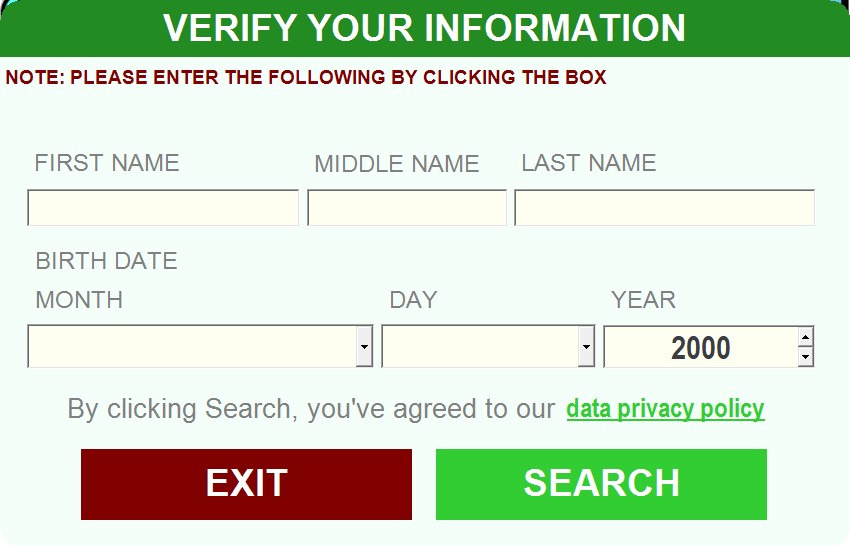 VERIFY YOUR INFORMATION
NOTE: PLEASE ENTER THE FOLLOWING BY CLICKING THE BOX
FIRST NAME MIDDLE NAME LAST NAME
BIRTH DATE
MONTH DAY YEAR
2000
By clicking Search, you've agreed to our data privacy policy
EXIT SEARCH